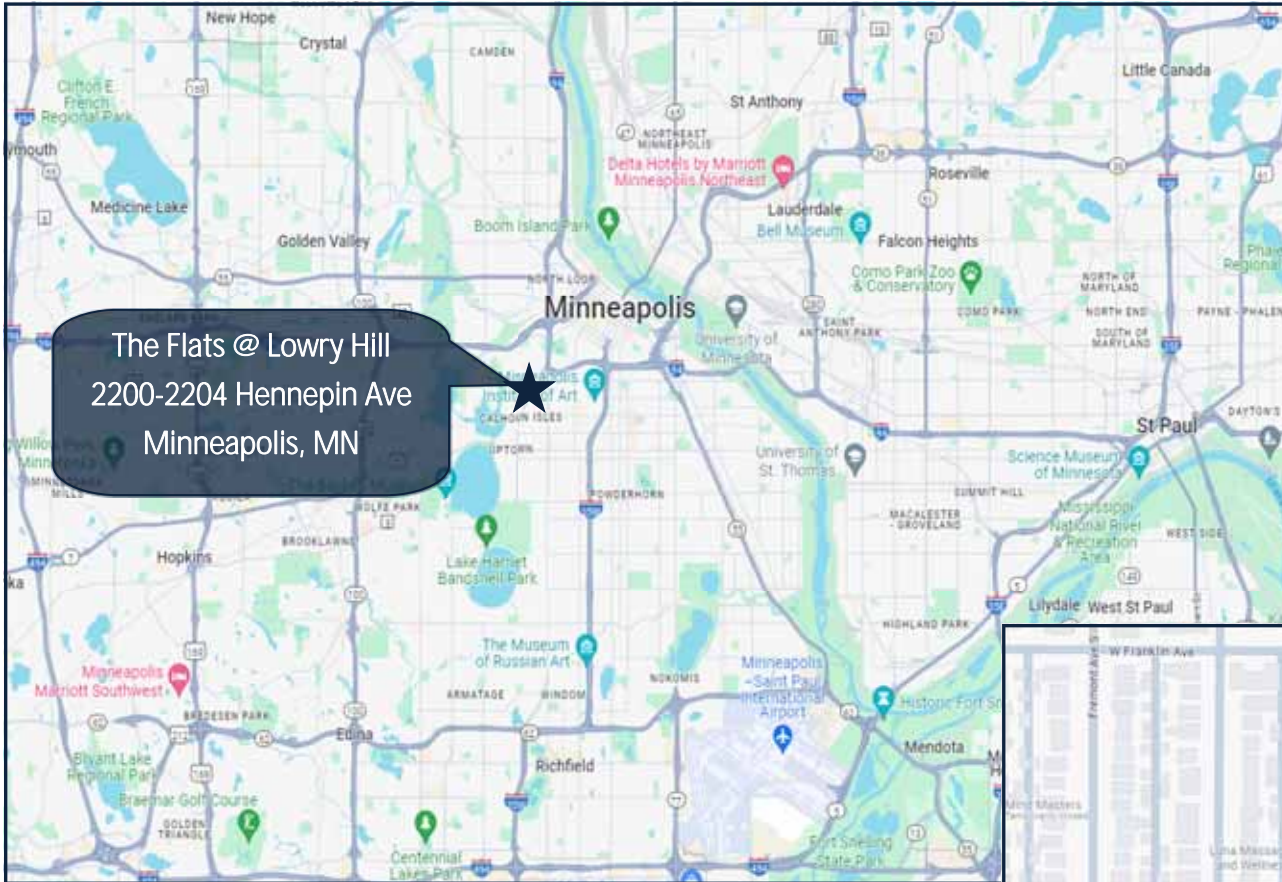 New Hope
Crystal
CAMDEN
Clifton E.
French
Regional Park
Little Canada
St Anthony
NORTHEAST
MINNEAPOLIS
Delta Hotels by Marriott
Minneapolis Northeast
Roseville
Medicine Lake
Lauderdale
Bell Museum
Boom Island Park
Golden Valley
Falcon Heights
Como Park Zoo
& Conservatory
NORTH OF
MARYLAND
NORTH LOOP
COMO PARK
NORTH END
PAYNE - PHALEN
Minneapolis
SAINT
ANTHONY PARK
SOUTH OF
MARYLAND
University of
Minnesota
The Flats @ Lowry Hill
2200-2204 Hennepin Ave
Minneapolis, MN
Minneapolis
Institute of Art
CALHOUN ISLES
UPTOWN
DAYTON'S
St Paul
University of
St. Thomas
Science Museum
of Minnesota
SUMMIT HILL
POWDERHORN
MACALESTER
- GROVELAND
Mississippi
National River
& Recreation
Area
WEST SIDE
WOLFE PARK
BROOKLAWNS
Hopkins
Lake Harriet
Bandshell Park
Lilydale
West St Paul
HIGHLAND PARK
The Museum
of Russian Art
W Franklin Ave
Fremont Ave S
Minneapolis
Marriott Southwest
Minneapolis
-Saint Paul
International
Airport
NOKOMIS
ARMATAGE
WINDOM
BREDESEN PARK
Historic Fort Sn
Edina
Mendota
Richfield
Bryant Lake
Regional Park
Braemar Golf Course
GOLDEN
TRIANGLE
Centennial
Lakes Park
Fort Snelling
State Park